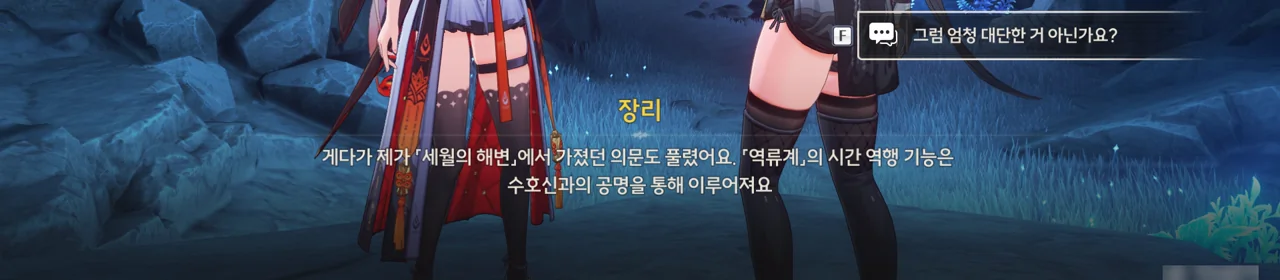 F 그럼 엄청 대단한 거 아닌가요?
장리
게다가 제가 「세월의 해변」에서 가졌던 의문도 풀렸어요. 「역류계」의 시간 역행 기능은
수호신과의 공명을 통해 이루어져요